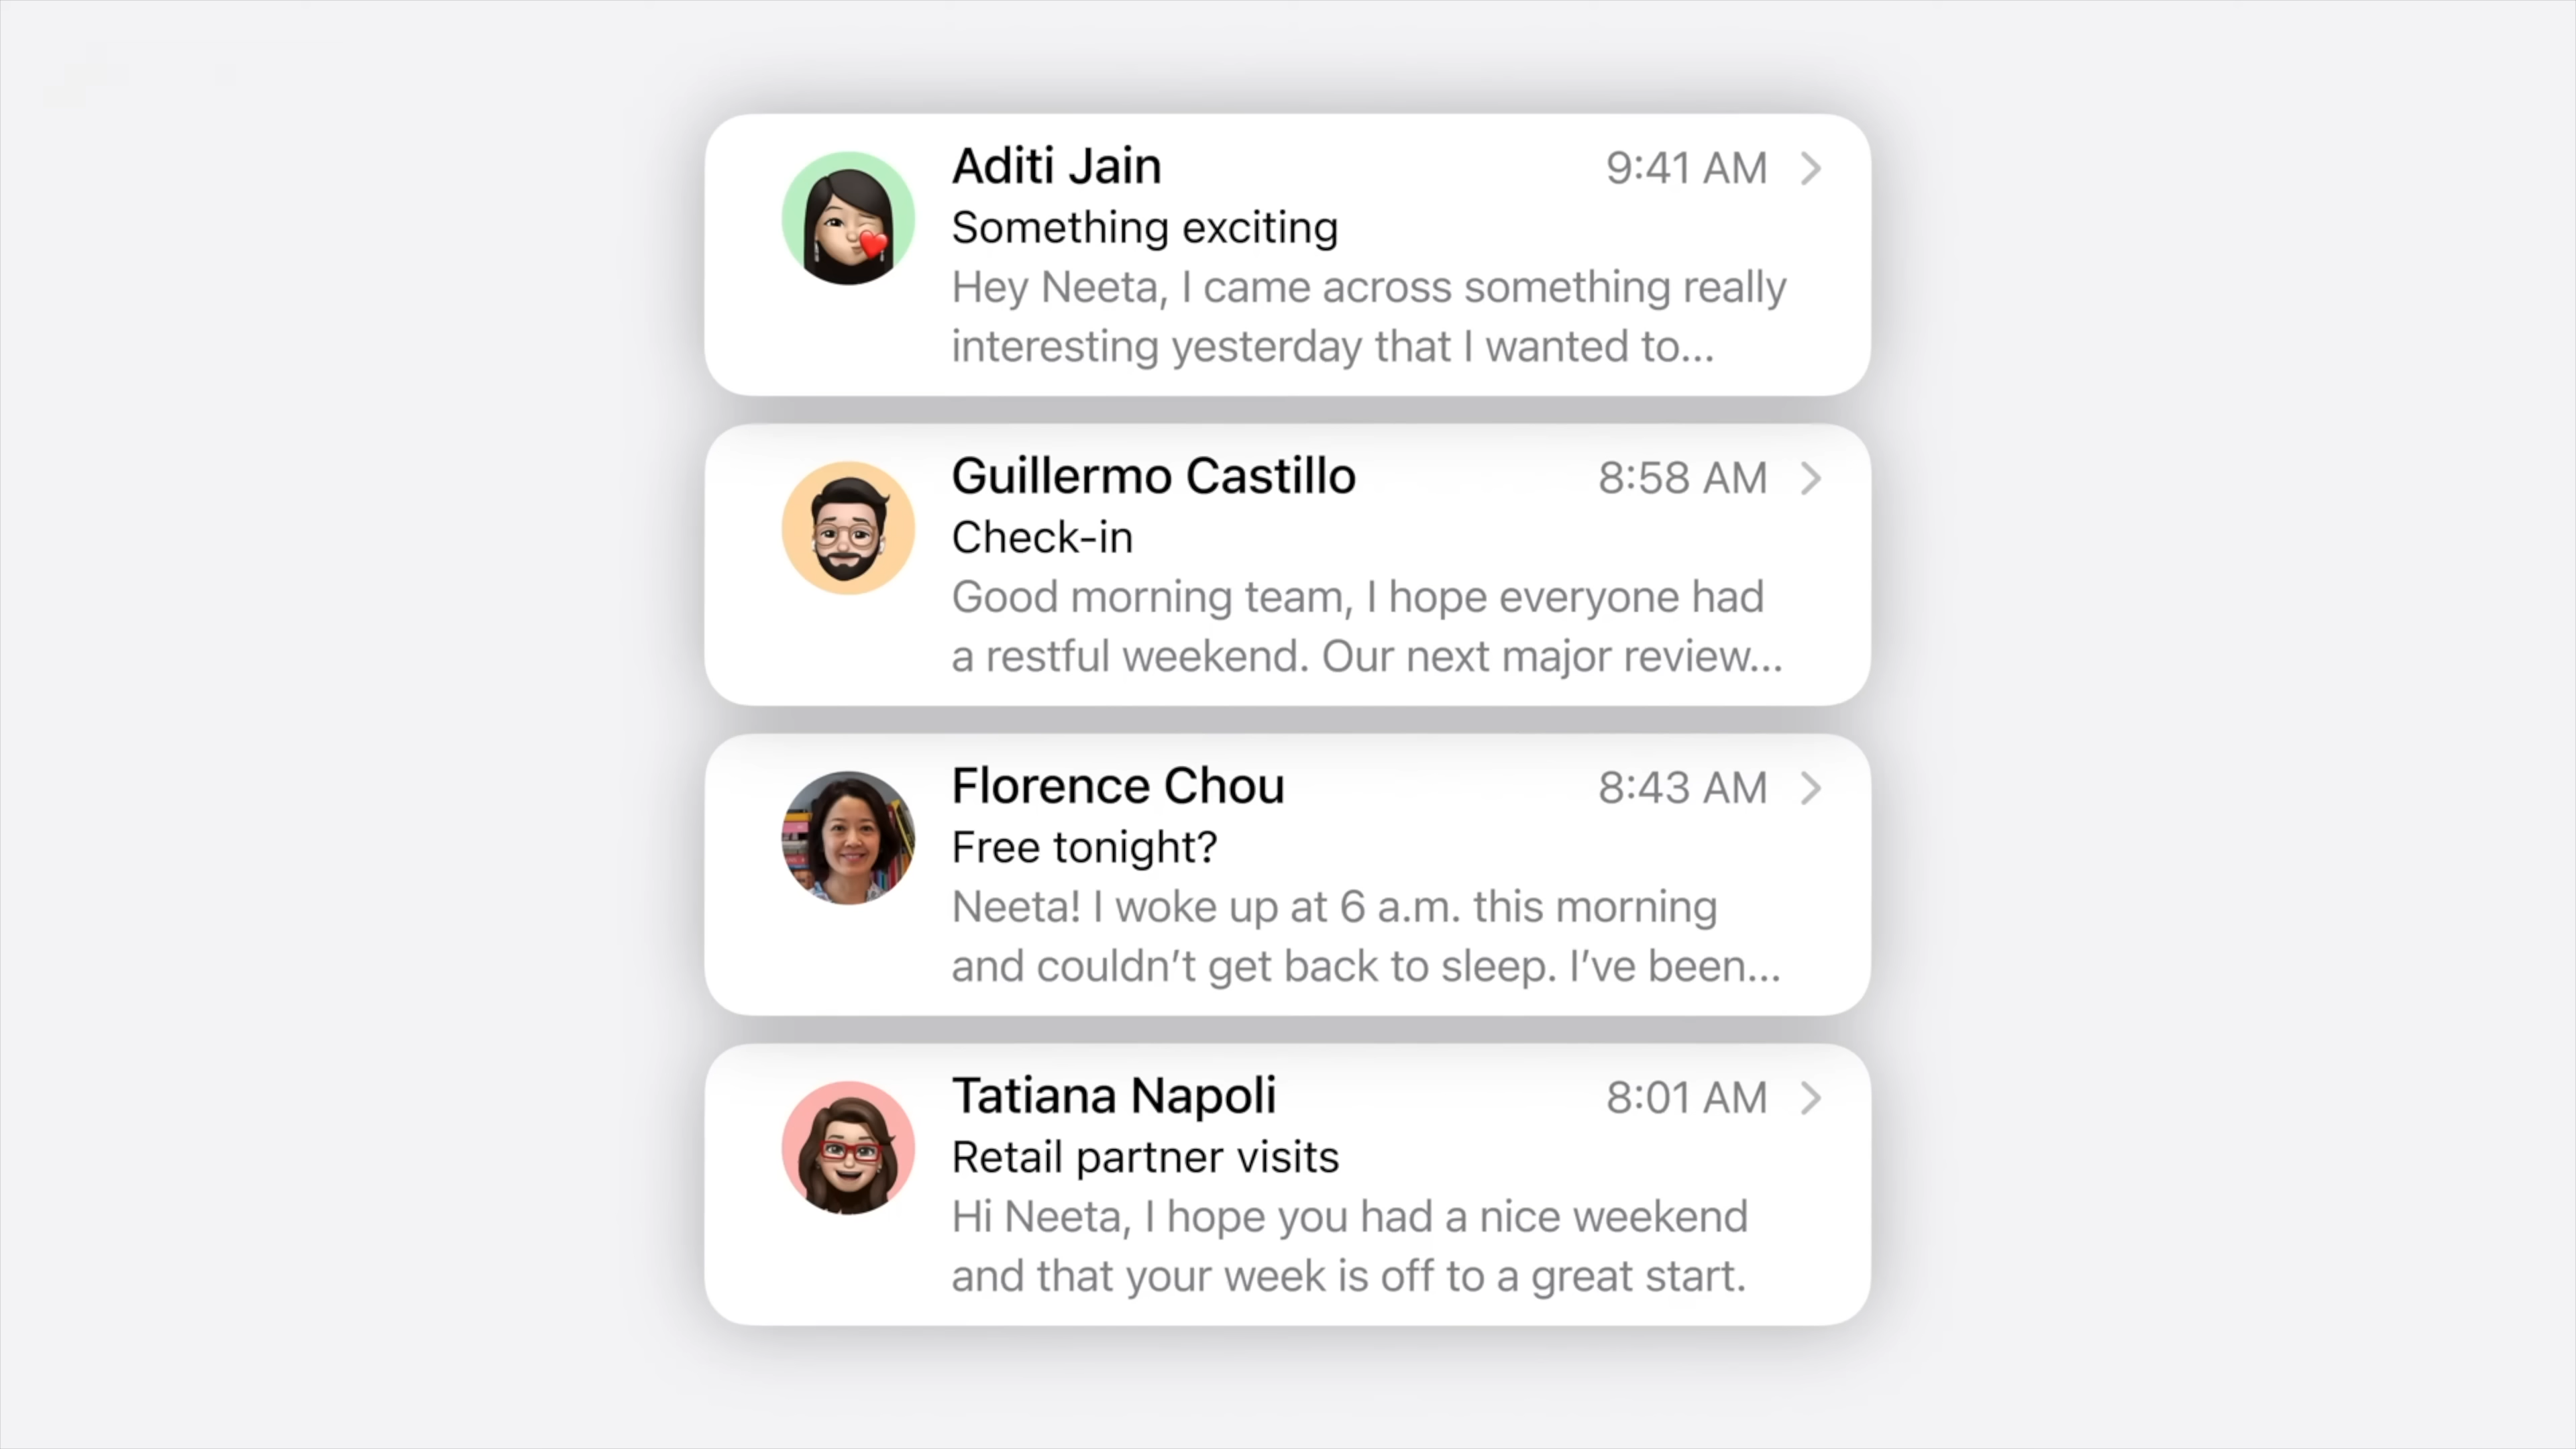 Aditi Jain
9:41 AM
Something exciting
Hey Neeta, I came across something really
interesting yesterday that I wanted to...
Guillermo Castillo
8:58 AM
Check-in
Good morning team, I hope everyone had
a restful weekend. Our next major review...
Florence Chou
8:43 AM
Free tonight?
Neeta! I woke up at 6 a.m. this morning
and couldn’t get back to sleep. I’ve been...
Tatiana Napoli
8:01 AM
Retail partner visits
Hi Neeta, I hope you had a nice weekend
and that your week is off to a great start.